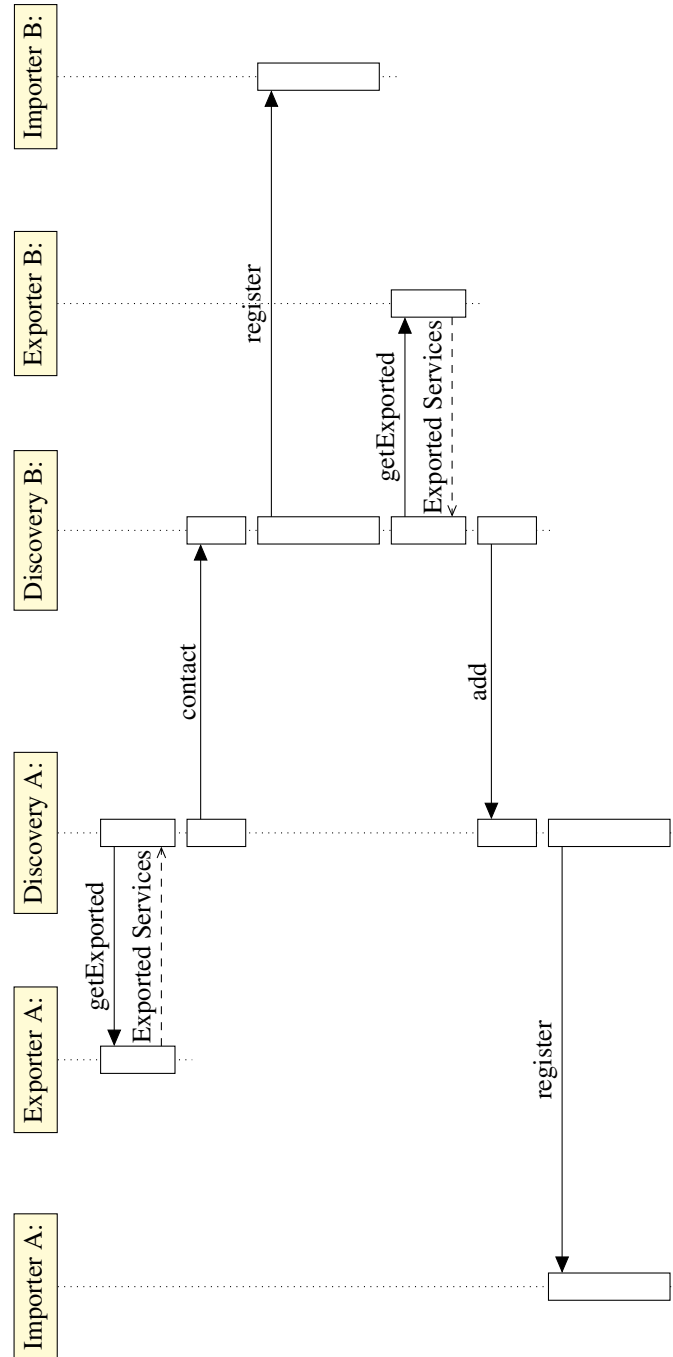 Importer A:
Exporter A:
Discovery A:
Discovery B:
Exporter B:
Importer B:
getExported
Exported Services
contact
register
getExported
Exported Services
add
register